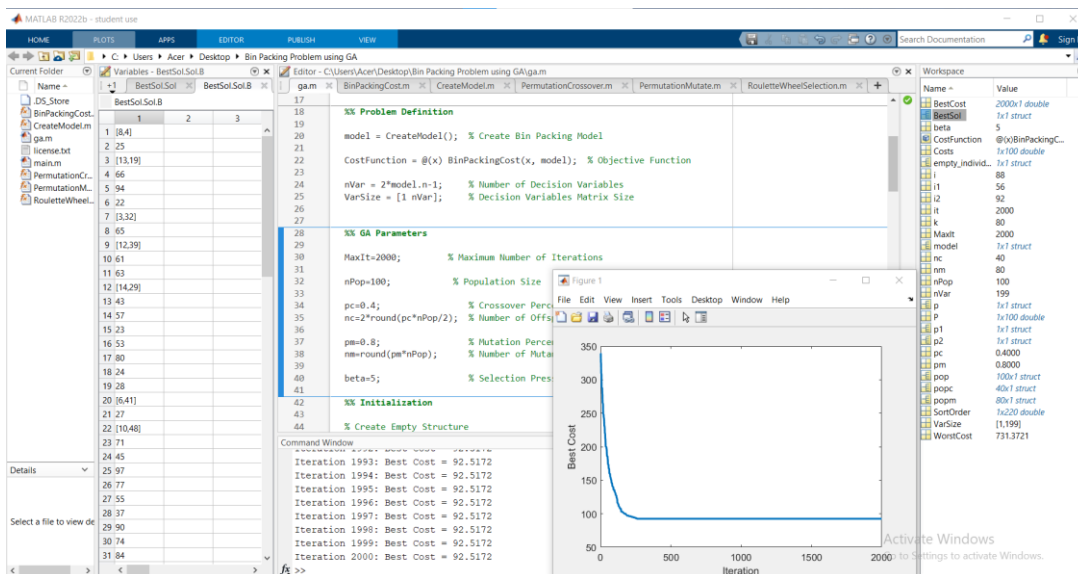 MATLAB R2022b - student use
HOME PLOTS APPS EDITOR PUBLISH VIEW
Search Documentation
Sign
C: Users Acer Desktop Bin Packing Problem using GA
Current Folder
Name
.DS_Store
BinPackingCost..
CreateModel.m
ga.m
license.txt
main.m
PermutationCr...
PermutationM...
RouletteWheel...
Details
Select a file to view de
Variables - BestSol.Sol.B
BestSol.Sol BestSol.Sol.B
BestSol.Sol.B
1 2 3
1 [8,4]
2 25
3 [13,19]
4 66
5 94
6 22
7 [3,32]
8 65
9 [12,39]
10 61
11 63
12 [14,29]
13 43
14 57
15 23
16 53
17 80
18 24
19 28
20 [6,41]
21 27
22 [10,48]
23 71
24 45
25 97
26 77
27 55
28 37
29 90
30 74
31 84
Editor - C:\Users\Acer\Desktop\Bin Packing Problem using GA\ga.m
ga.m BinPackingCost.m CreateModel.m PermutationCrossover.m PermutationMutate.m RouletteWheelSelection.m
17
18 %% Problem Definition
19
20 model = CreateModel(); % Create Bin Packing Model
21
22 CostFunction = @(x) BinPackingCost(x, model); % Objective Function
23
24 nVar = 2*model.n-1; % Number of Decision Variables
25 VarSize = [1 nVar]; % Decision Variables Matrix Size
26
27
28 %% GA Parameters
29
30 MaxIt=2000; % Maximum Number of Iterations
31
32 nPop=100; % Population Size
33
34 pc=0.4; % Crossover Perc
35 nc=2*round(pc*nPop/2); % Number of Offs
36
37 pm=0.8; % Mutation Percen
38 nm=round(pm*nPop); % Number of Muta
39
40 beta=5; % Selection Press
41
42 %% Initialization
43
44 % Create Empty Structure
Command Window
Iteration 1992: Best Cost = 92.5172
Iteration 1993: Best Cost = 92.5172
Iteration 1994: Best Cost = 92.5172
Iteration 1995: Best Cost = 92.5172
Iteration 1996: Best Cost = 92.5172
Iteration 1997: Best Cost = 92.5172
Iteration 1998: Best Cost = 92.5172
Iteration 1999: Best Cost = 92.5172
Iteration 2000: Best Cost = 92.5172
fx >>
Figure 1
File Edit View Insert Tools Desktop Window Help
350
300
250
200
150
100
50
Best Cost
0 500 1000 1500 2000
Iteration
Workspace
Name Value
BestCost 2000x1 double
BestSol 1x1 struct
beta 5
CostFunction @(x)BinPackingC...
Costs 1x100 double
empty_individ... 1x1 struct
i 88
i1 56
i2 92
it 2000
k 80
MaxIt 2000
model 1x1 struct
nc 40
nm 80
nPop 100
nVar 199
p 1x1 struct
P 1x100 double
p1 1x1 struct
p2 1x1 struct
pc 0.4000
pm 0.8000
pop 100x1 struct
popc 40x1 struct
popm 80x1 struct
SortOrder 1x220 double
VarSize [1,199]
WorstCost 731.3721
Activate Windows
to Settings to activate Windows.